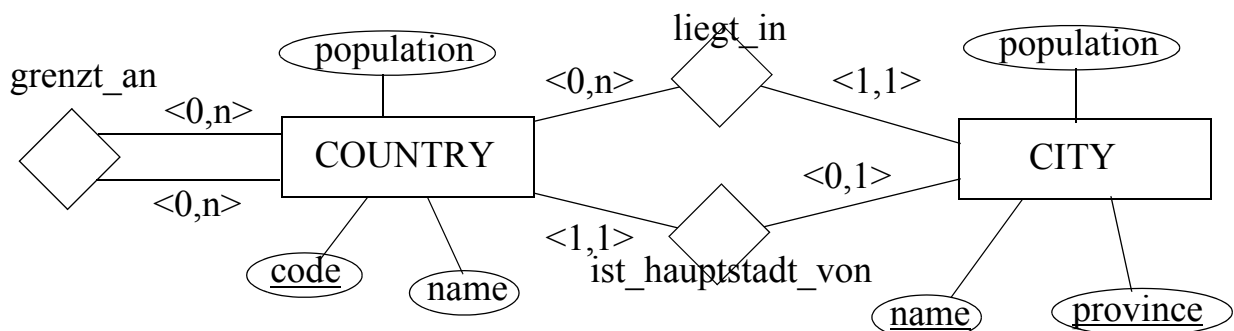 liegt_in
population
population
grenzt_an
<0,n>
<1,1>
<0,n>
COUNTRY
CITY
<0,1>
<0,n>
<1,1>
ist_hauptstadt_von
code
name
name
province